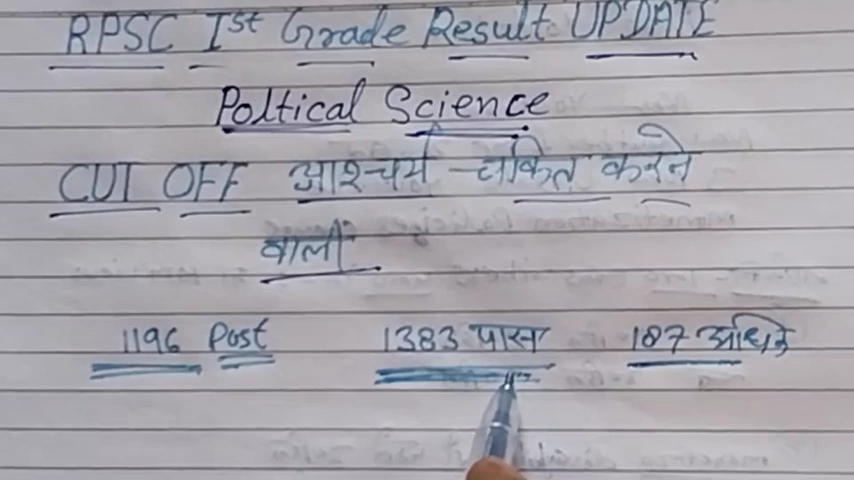 RPSC Ist Grade Result UPDATE
Poltical Science
CUT OFF आश्चर्य-चकित करने
वाली
1196 Post 1383 पास 187 अधिक